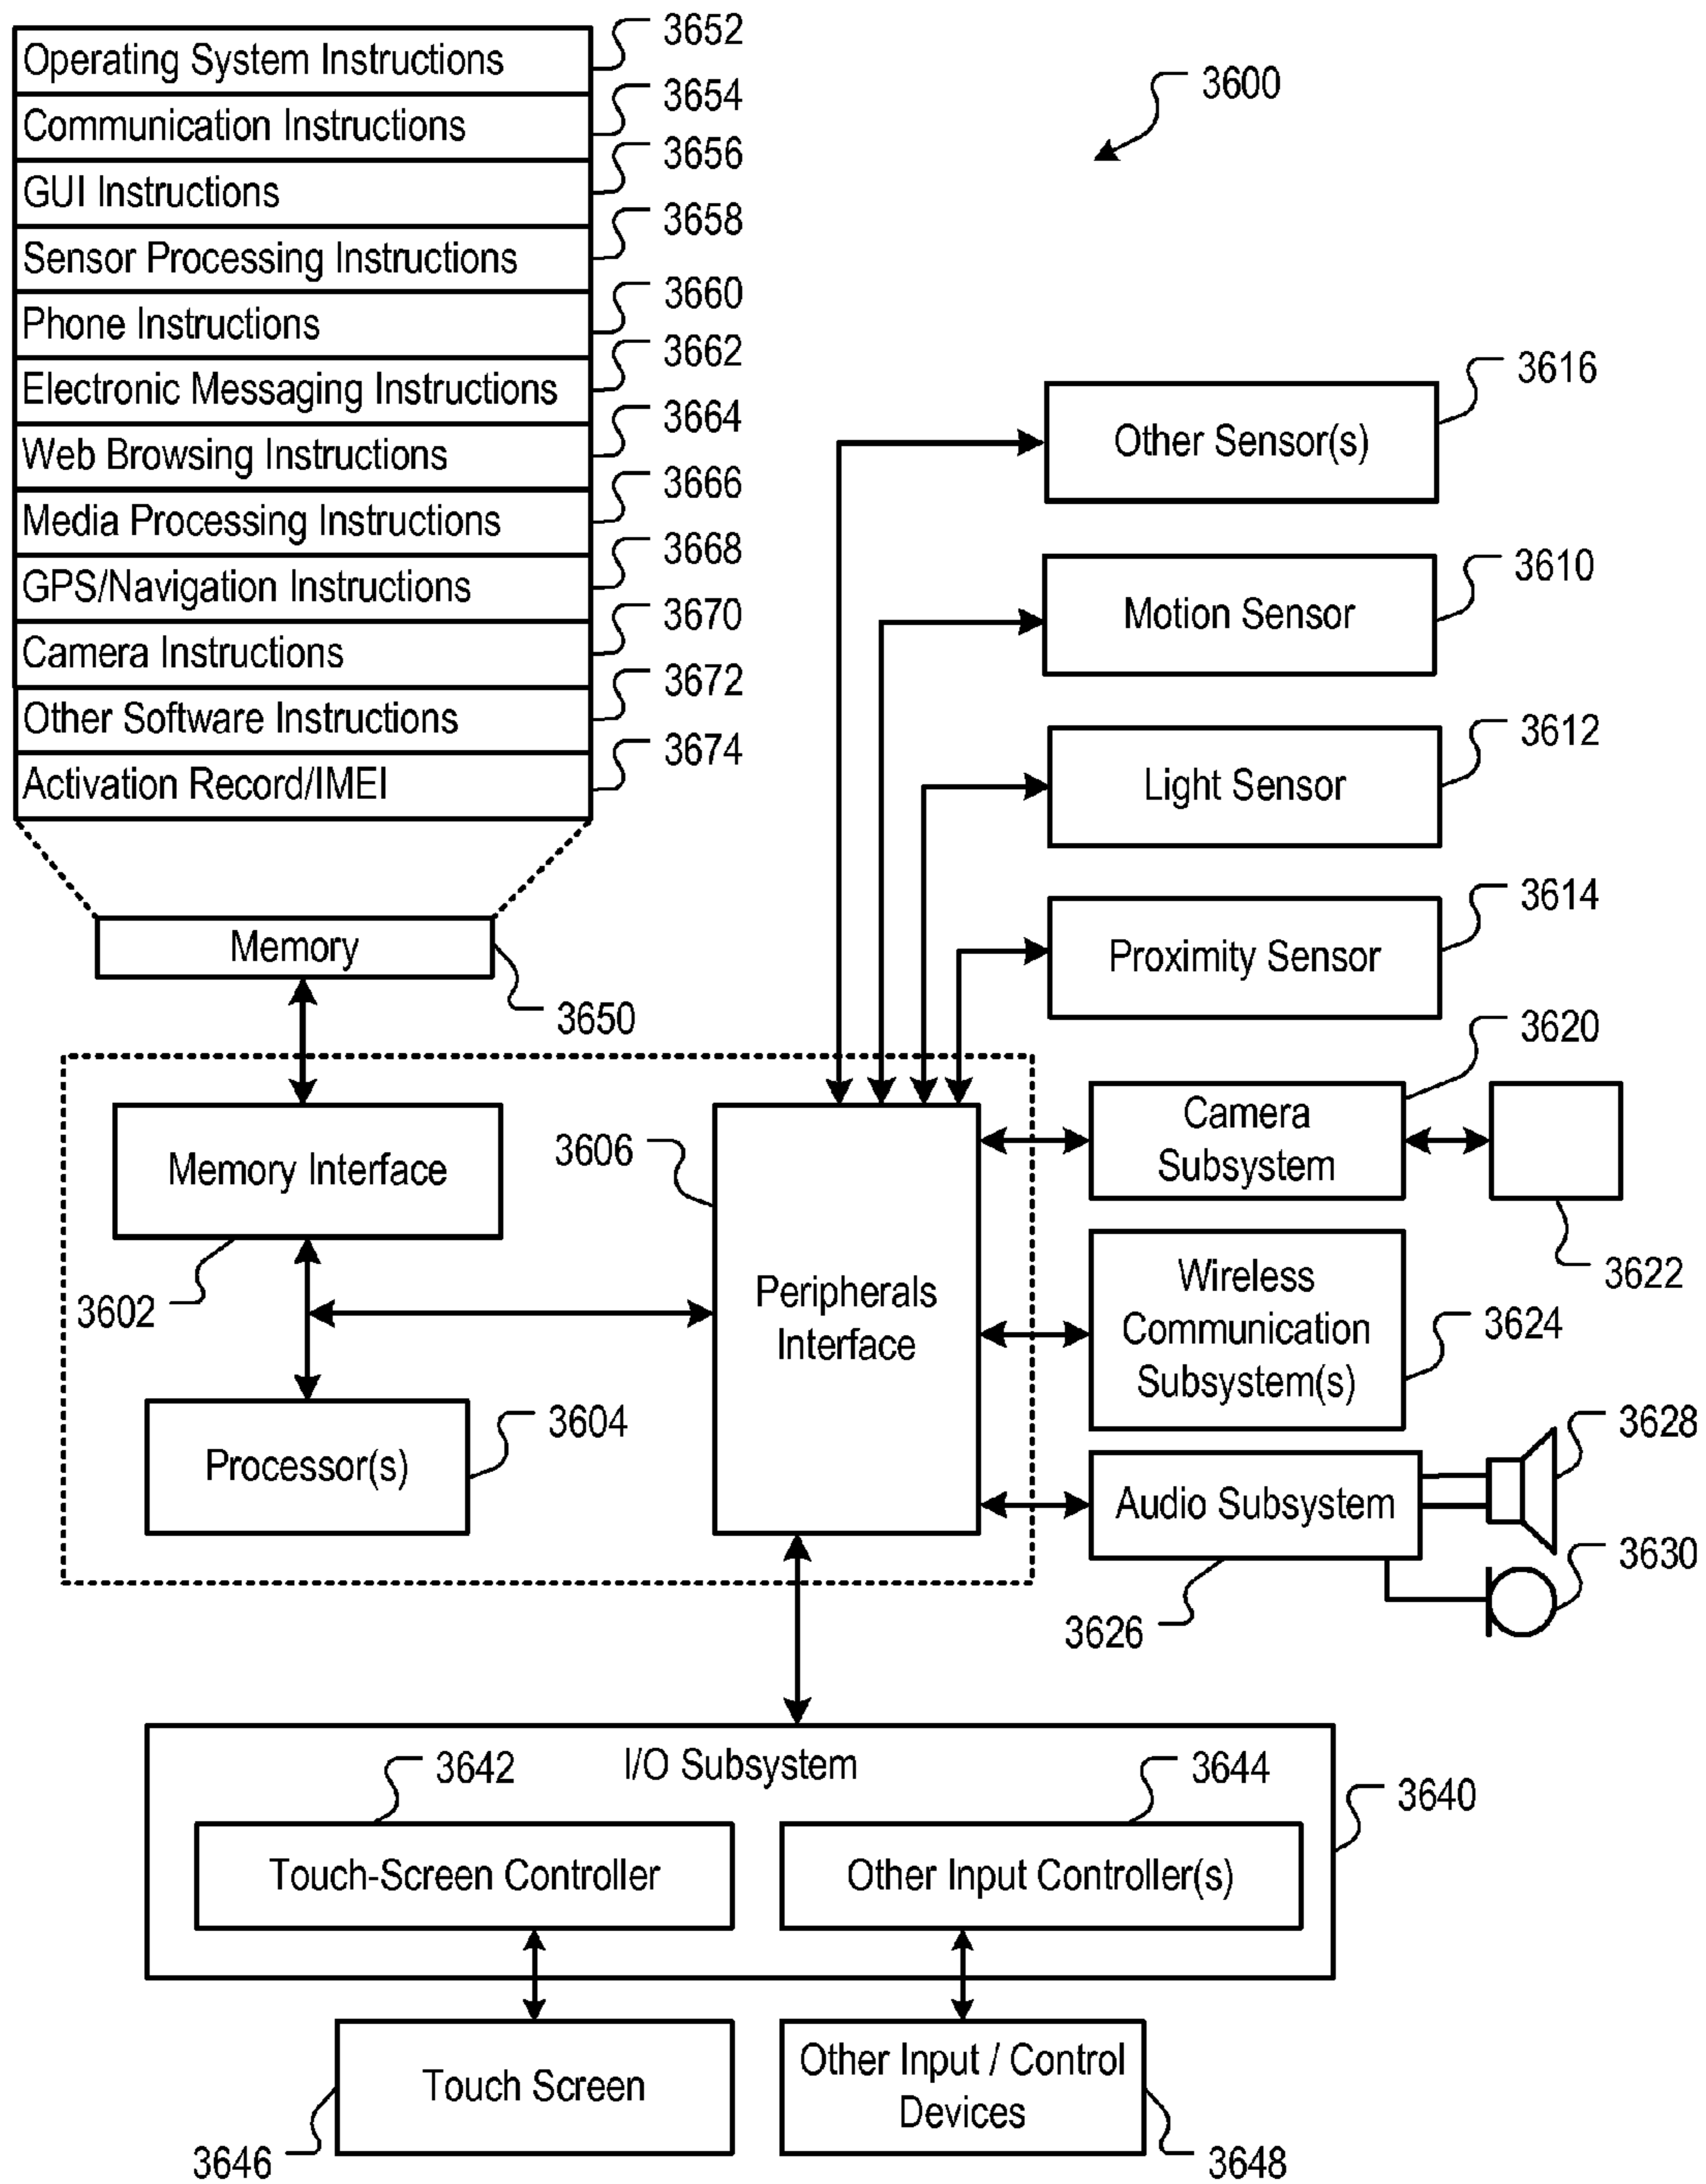 Operating System Instructions
3652
Communication Instructions
3654
GUI Instructions
3656
Sensor Processing Instructions
3658
Phone Instructions
3660
Electronic Messaging Instructions
3662
Web Browsing Instructions
3664
Media Processing Instructions
3666
GPS/Navigation Instructions
3668
Camera Instructions
3670
Other Software Instructions
3672
Activation Record/IMEI
3674
3600
Other Sensor(s)
3616
Motion Sensor
3610
Light Sensor
3612
Proximity Sensor
3614
Memory
3650
Memory Interface
3602
Processor(s)
3604
3606
Peripherals
Interface
Camera
Subsystem
3620
3622
Wireless
Communication
Subsystem(s)
3624
Audio Subsystem
3626
3628
3630
I/O Subsystem
3640
3642
Touch-Screen Controller
3644
Other Input Controller(s)
Touch Screen
3646
Other Input / Control
Devices
3648